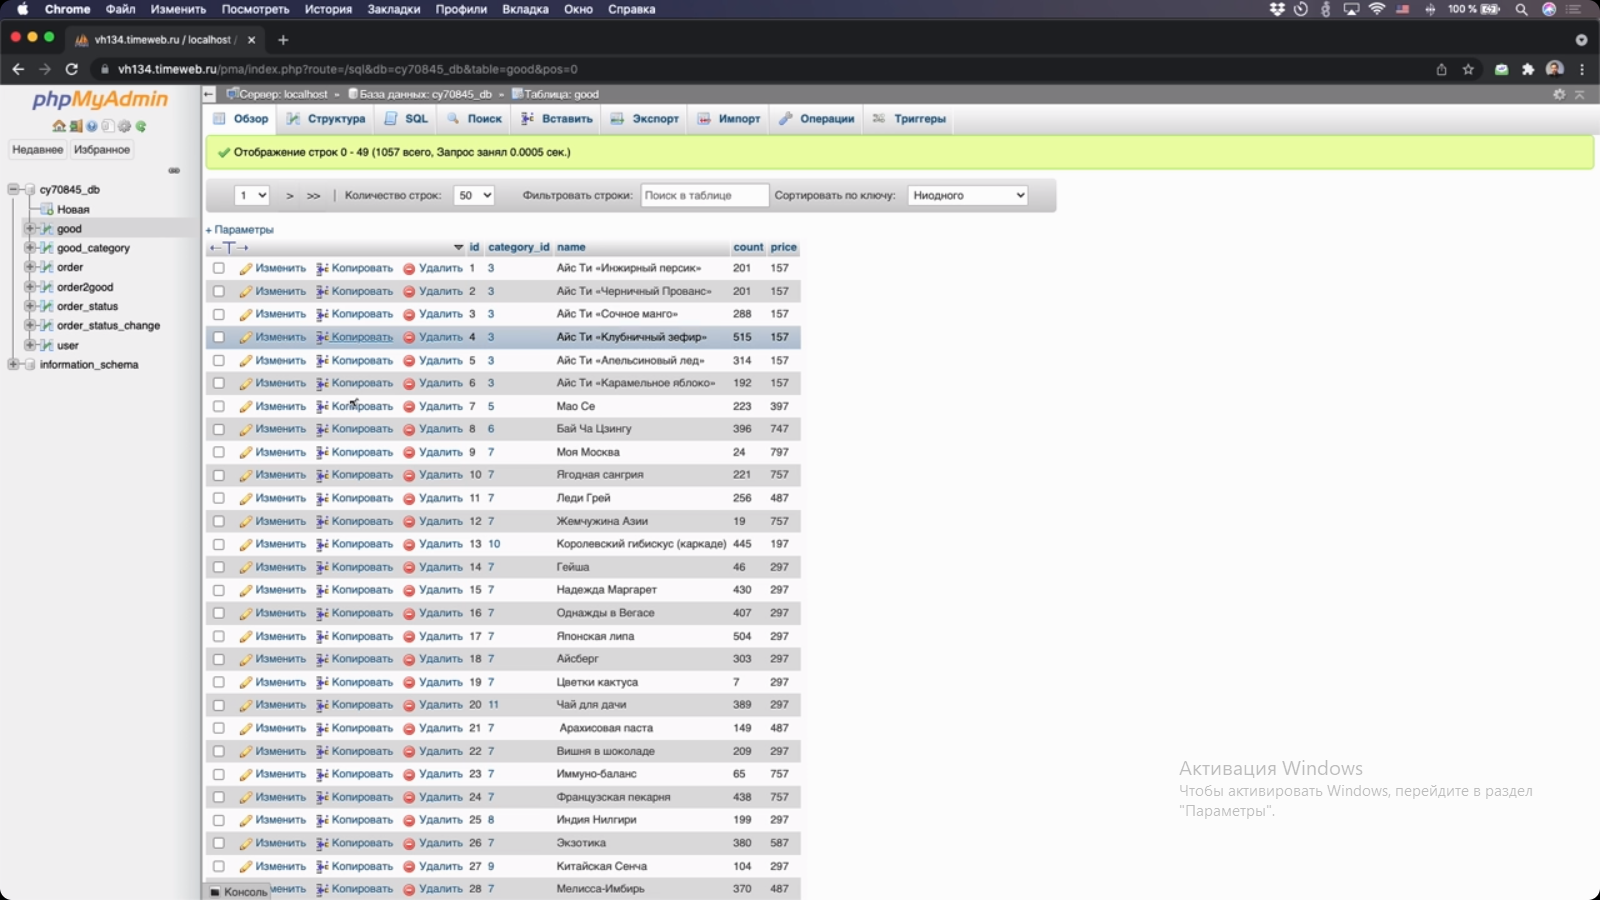 Chrome Файл Изменить Посмотреть История Закладки Профили Вкладка Окно Справка 100 %
vh134.timeweb.ru / localhost /
vh134.timeweb.ru/pma/index.php?route=/sql&db=cy70845_db&table=good&pos=0
phpMyAdmin
Недавнее Избранное
cy70845_db
Новая
good
good_category
order
order2good
order_status
order_status_change
user
information_schema
Сервер: localhost » База данных: cy70845_db » Таблица: good
Обзор Структура SQL Поиск Вставить Экспорт Импорт Операции Триггеры
Отображение строк 0 - 49 (1057 всего, Запрос занял 0.0005 сек.)
1 > >> | Количество строк: 50 Фильтровать строки: Поиск в таблице Сортировать по ключу: Ниодного
+ Параметры
←T→ id category_id name count price
Изменить Копировать Удалить 1 3 Айс Ти «Инжирный персик» 201 157
Изменить Копировать Удалить 2 3 Айс Ти «Черничный Прованс» 201 157
Изменить Копировать Удалить 3 3 Айс Ти «Сочное манго» 288 157
Изменить Копировать Удалить 4 3 Айс Ти «Клубничный зефир» 515 157
Изменить Копировать Удалить 5 3 Айс Ти «Апельсиновый лед» 314 157
Изменить Копировать Удалить 6 3 Айс Ти «Карамельное яблоко» 192 157
Изменить Копировать Удалить 7 5 Мао Се 223 397
Изменить Копировать Удалить 8 6 Бай Ча Цзингу 396 747
Изменить Копировать Удалить 9 7 Моя Москва 24 797
Изменить Копировать Удалить 10 7 Ягодная сангрия 221 757
Изменить Копировать Удалить 11 7 Леди Грей 256 487
Изменить Копировать Удалить 12 7 Жемчужина Азии 19 757
Изменить Копировать Удалить 13 10 Королевский гибискус (каркаде) 445 197
Изменить Копировать Удалить 14 7 Гейша 46 297
Изменить Копировать Удалить 15 7 Надежда Маргарет 430 297
Изменить Копировать Удалить 16 7 Однажды в Вегасе 407 297
Изменить Копировать Удалить 17 7 Японская липа 504 297
Изменить Копировать Удалить 18 7 Айсберг 303 297
Изменить Копировать Удалить 19 7 Цветки кактуса 7 297
Изменить Копировать Удалить 20 11 Чай для дачи 389 297
Изменить Копировать Удалить 21 7 Арахисовая паста 149 487
Изменить Копировать Удалить 22 7 Вишня в шоколаде 209 297
Изменить Копировать Удалить 23 7 Иммуно-баланс 65 757
Изменить Копировать Удалить 24 7 Французская пекарня 438 757
Изменить Копировать Удалить 25 8 Индия Нилгири 199 297
Изменить Копировать Удалить 26 7 Экзотика 380 587
Изменить Копировать Удалить 27 9 Китайская Сенча 104 297
Консоль менить Копировать Удалить 28 7 Мелисса-Имбирь 370 487
Активация Windows
Чтобы активировать Windows, перейдите в раздел
"Параметры".